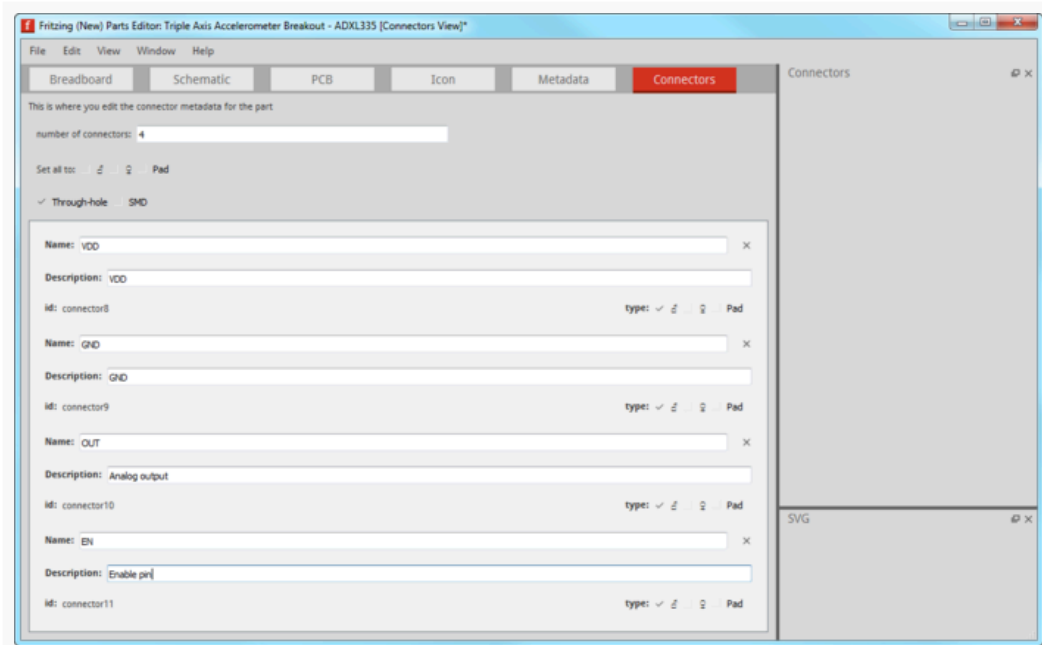 Fritzing (New) Parts Editor: Triple Axis Accelerometer Breakout - ADXL335 [Connectors View]*
File Edit View Window Help
Breadboard Schematic PCB Icon Metadata Connectors
This is where you edit the connector metadata for the part
number of connectors: 4
Set all to: Pad
Through-hole SMD
Name: VDD
Description: VDD
id: connector8 type: Pad
Name: GND
Description: GND
id: connector9 type: Pad
Name: OUT
Description: Analog output
id: connector10 type: Pad
Name: EN
Description: Enable pin
id: connector11 type: Pad
Connectors
SVG